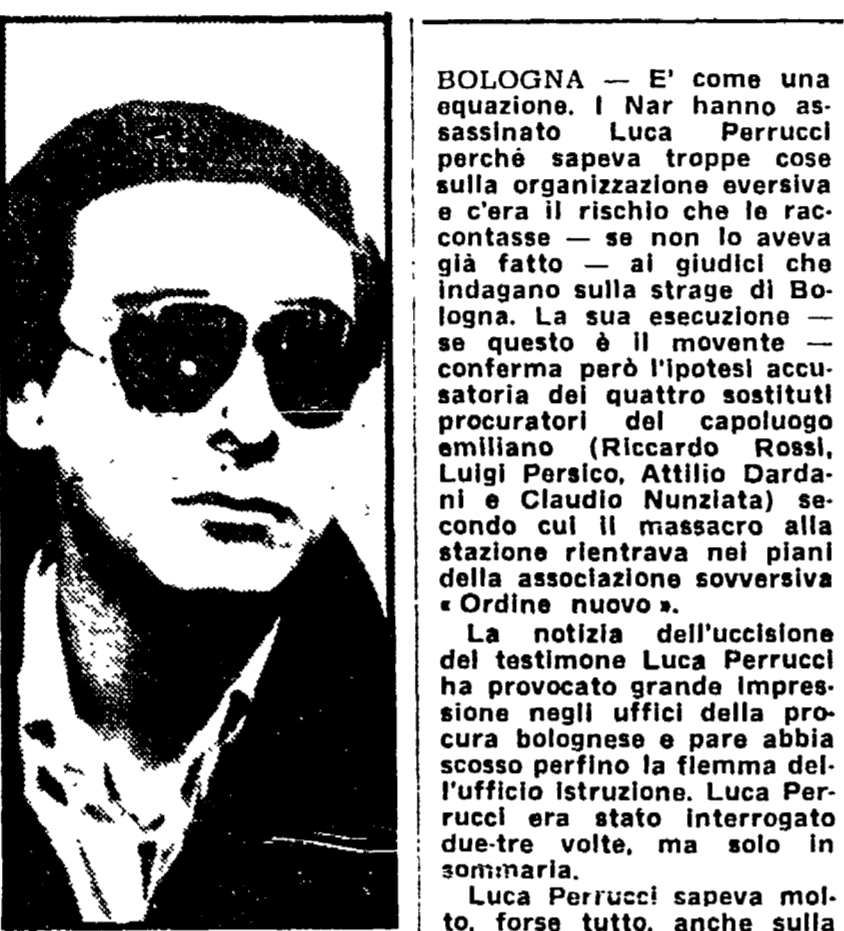 BOLOGNA — E' come una
equazione. I Nar hanno as-
sassinato Luca Perrucci
perché sapeva troppe cose
sulla organizzazione eversiva
e c'era il rischio che le rac-
contasse — se non lo aveva
già fatto — ai giudici che
indagano sulla strage di Bo-
logna. La sua esecuzione —
se questo è il movente —
conferma però l'ipotesi accu-
satoria dei quattro sostituti
procuratori del capoluogo
emiliano (Riccardo Rossi,
Luigi Persico, Attilio Darda-
ni e Claudio Nunziata) se-
condo cui il massacro alla
stazione rientrava nei piani
della associazione sovversiva
« Ordine nuovo ».
La notizia dell'uccisione
del testimone Luca Perrucci
ha provocato grande impres-
sione negli uffici della pro-
cura bolognese e pare abbia
scosso perfino la flemma del-
l'ufficio istruzione. Luca Per-
rucci era stato interrogato
due-tre volte, ma solo in
sommaria.
Luca Perrucci sapeva mol-
to, forse tutto, anche sulla